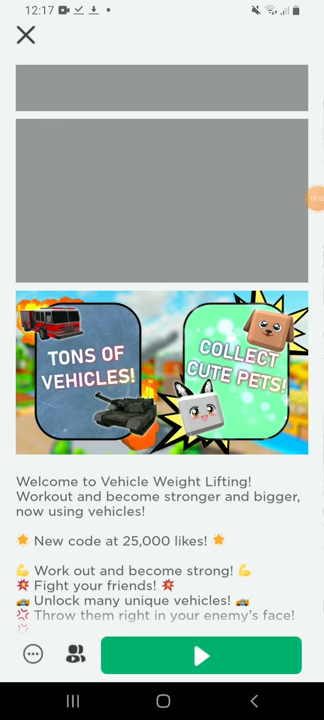 12:17
TONS OF
VEHICLES!
COLLECT
CUTE PETS!
Welcome to Vehicle Weight Lifting!
Workout and become stronger and bigger,
now using vehicles!
⭐ New code at 25,000 likes! ⭐
💪 Work out and become strong! 💪
💥 Fight your friends! 💥
🚙 Unlock many unique vehicles! 🚙
💢 Throw them right in your enemy's face!
💢